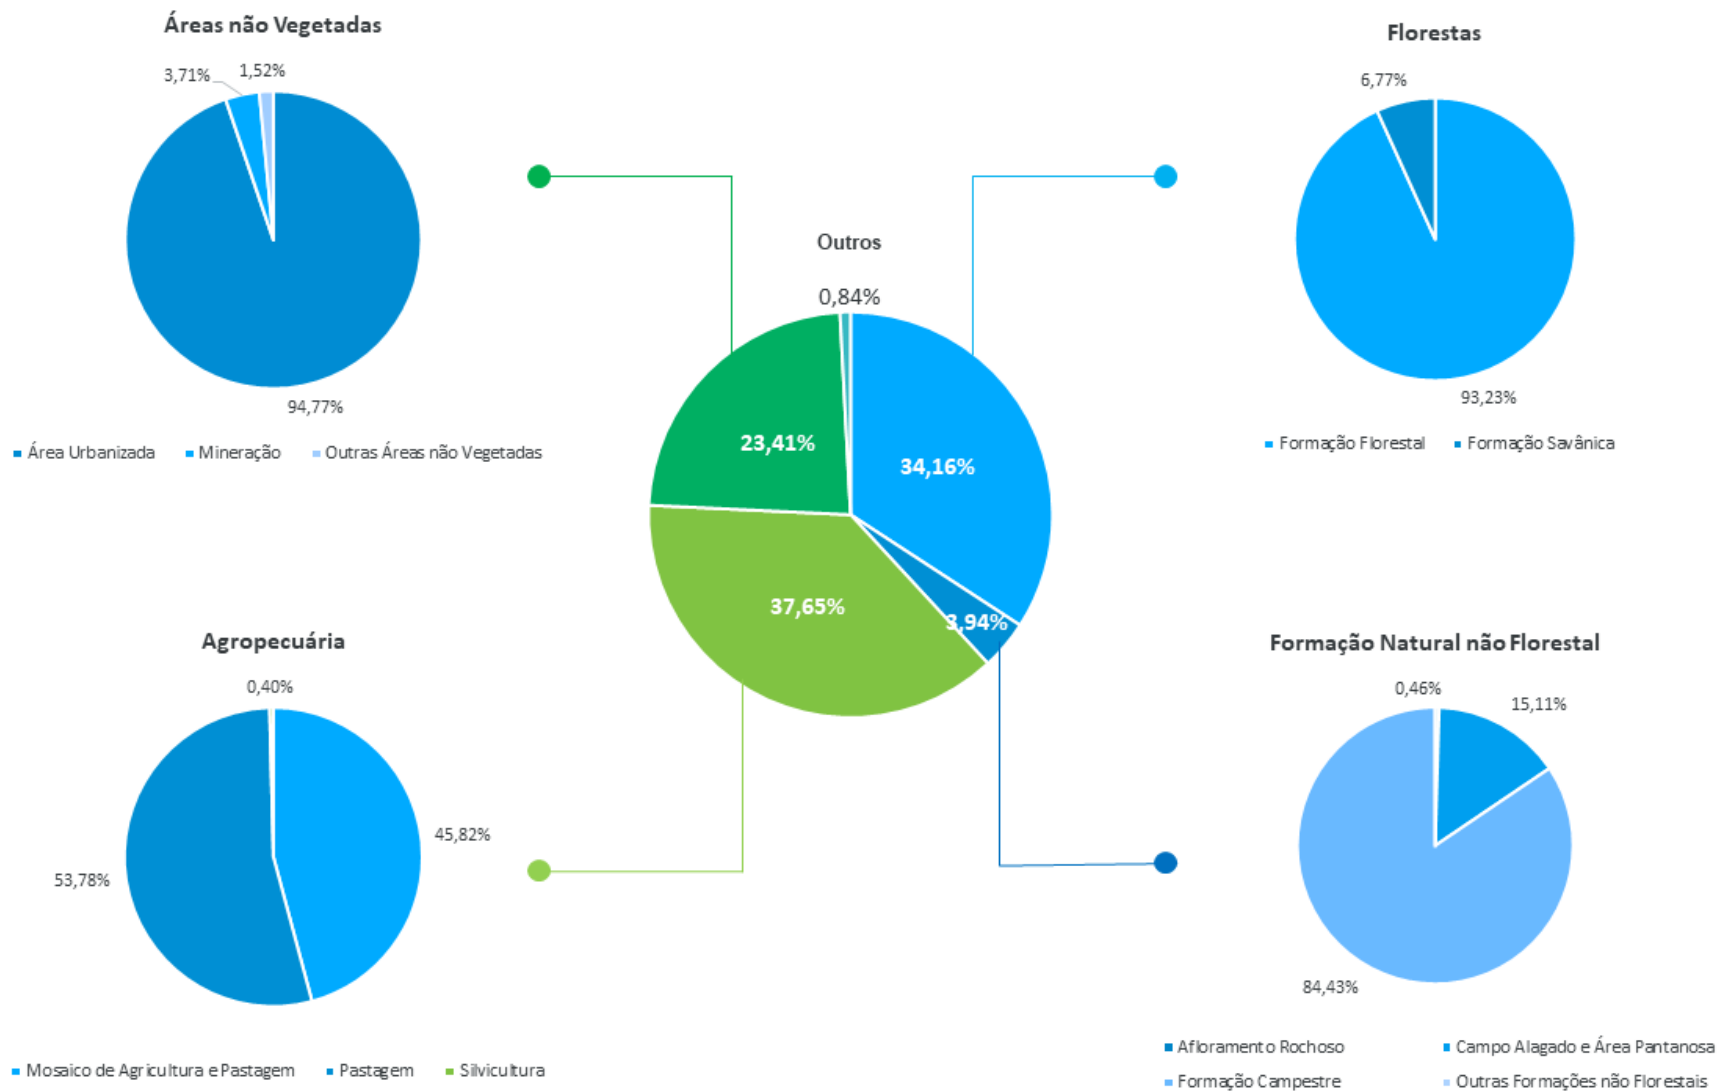 Áreas não Vegetadas
3,71%
1,52%
94,77%
Área Urbanizada
Mineração
Outras Áreas não Vegetadas
Florestas
6,77%
93,23%
Formação Florestal
Formação Savânica
Outros
0,84%
23,41%
34,16%
37,65%
3,94%
Agropecuária
0,40%
45,82%
53,78%
Mosaico de Agricultura e Pastagem
Pastagem
Silvicultura
Formação Natural não Florestal
0,46%
15,11%
84,43%
Afloramento Rochoso
Campo Alagado e Área Pantanosa
Formação Campestre
Outras Formações não Florestais